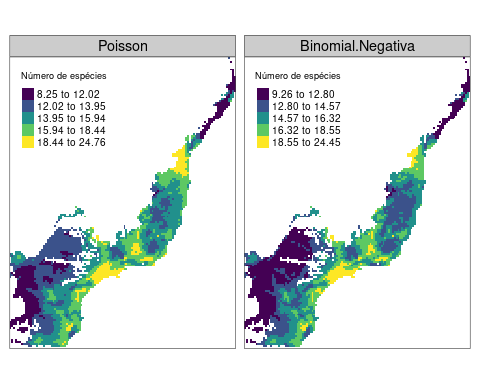 Poisson
Número de espécies
8.25 to 12.02
12.02 to 13.95
13.95 to 15.94
15.94 to 18.44
18.44 to 24.76
Binomial.Negativa
Número de espécies
9.26 to 12.80
12.80 to 14.57
14.57 to 16.32
16.32 to 18.55
18.55 to 24.45